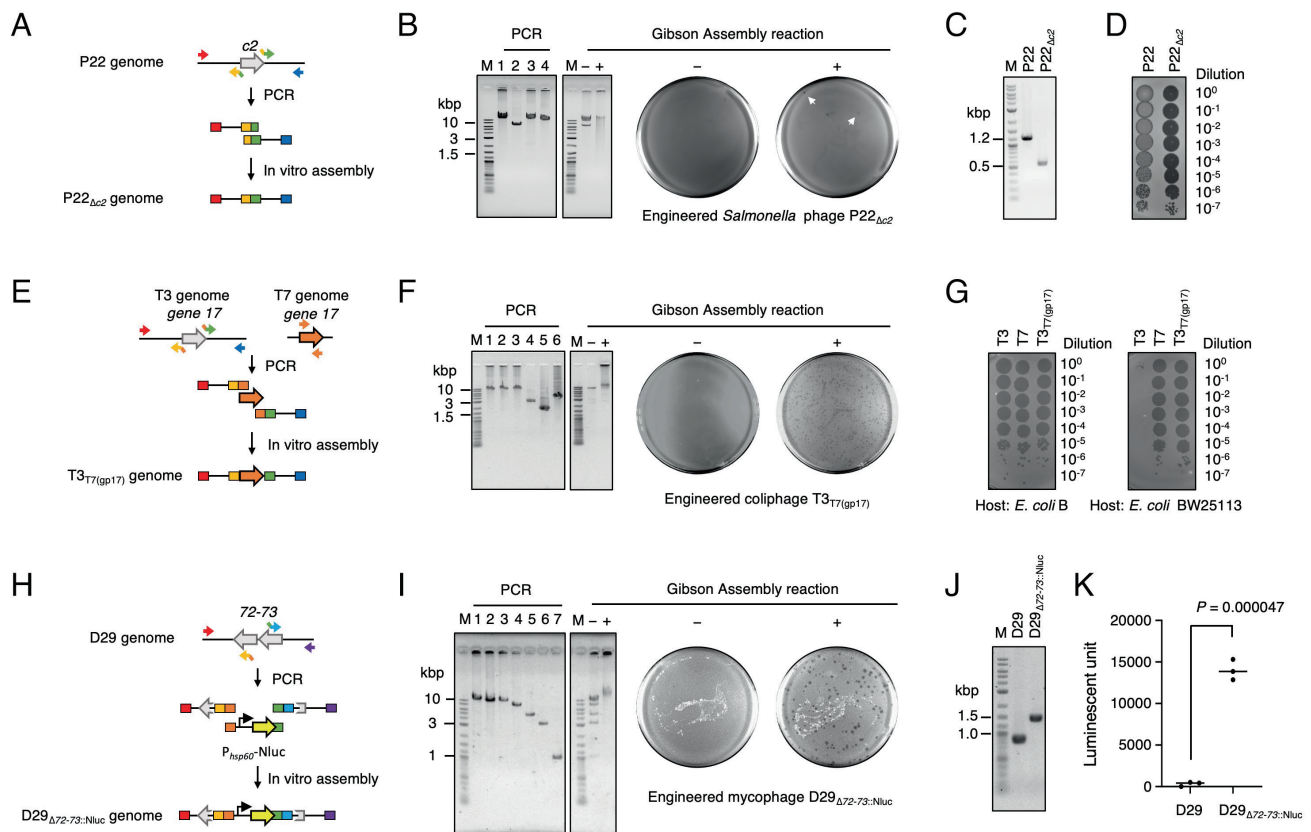 A
P22 genome
c2
PCR
In vitro assembly
P22Δc2 genome
B
PCR
Gibson Assembly reaction
M 1 2 3 4
M − +
−
+
kbp
10
3
1.5
Engineered Salmonella phage P22Δc2
C
M P22 P22Δc2
kbp
1.2
0.5
D
P22 P22Δc2
Dilution
10⁰
10⁻¹
10⁻²
10⁻³
10⁻⁴
10⁻⁵
10⁻⁶
10⁻⁷
E
T3 genome
gene 17
T7 genome
gene 17
PCR
In vitro assembly
T3T7(gp17) genome
F
PCR
Gibson Assembly reaction
M 1 2 3 4 5 6
M − +
−
+
kbp
10
3
1.5
Engineered coliphage T3T7(gp17)
G
T3 T7 T3T7(gp17)
Dilution
10⁰
10⁻¹
10⁻²
10⁻³
10⁻⁴
10⁻⁵
10⁻⁶
10⁻⁷
Host: E. coli B
T3 T7 T3T7(gp17)
Dilution
10⁰
10⁻¹
10⁻²
10⁻³
10⁻⁴
10⁻⁵
10⁻⁶
10⁻⁷
Host: E. coli BW25113
H
72-73
D29 genome
PCR
Phsp60-Nluc
In vitro assembly
D29Δ72-73::Nluc genome
I
PCR
Gibson Assembly reaction
M 1 2 3 4 5 6 7
M − +
−
+
kbp
10
3
1
Engineered mycophage D29Δ72-73::Nluc
J
M D29 D29Δ72-73::Nluc
kbp
1.5
1.0
K
P = 0.000047
Luminescent unit
20000
15000
10000
5000
0
D29
D29Δ72-73::Nluc